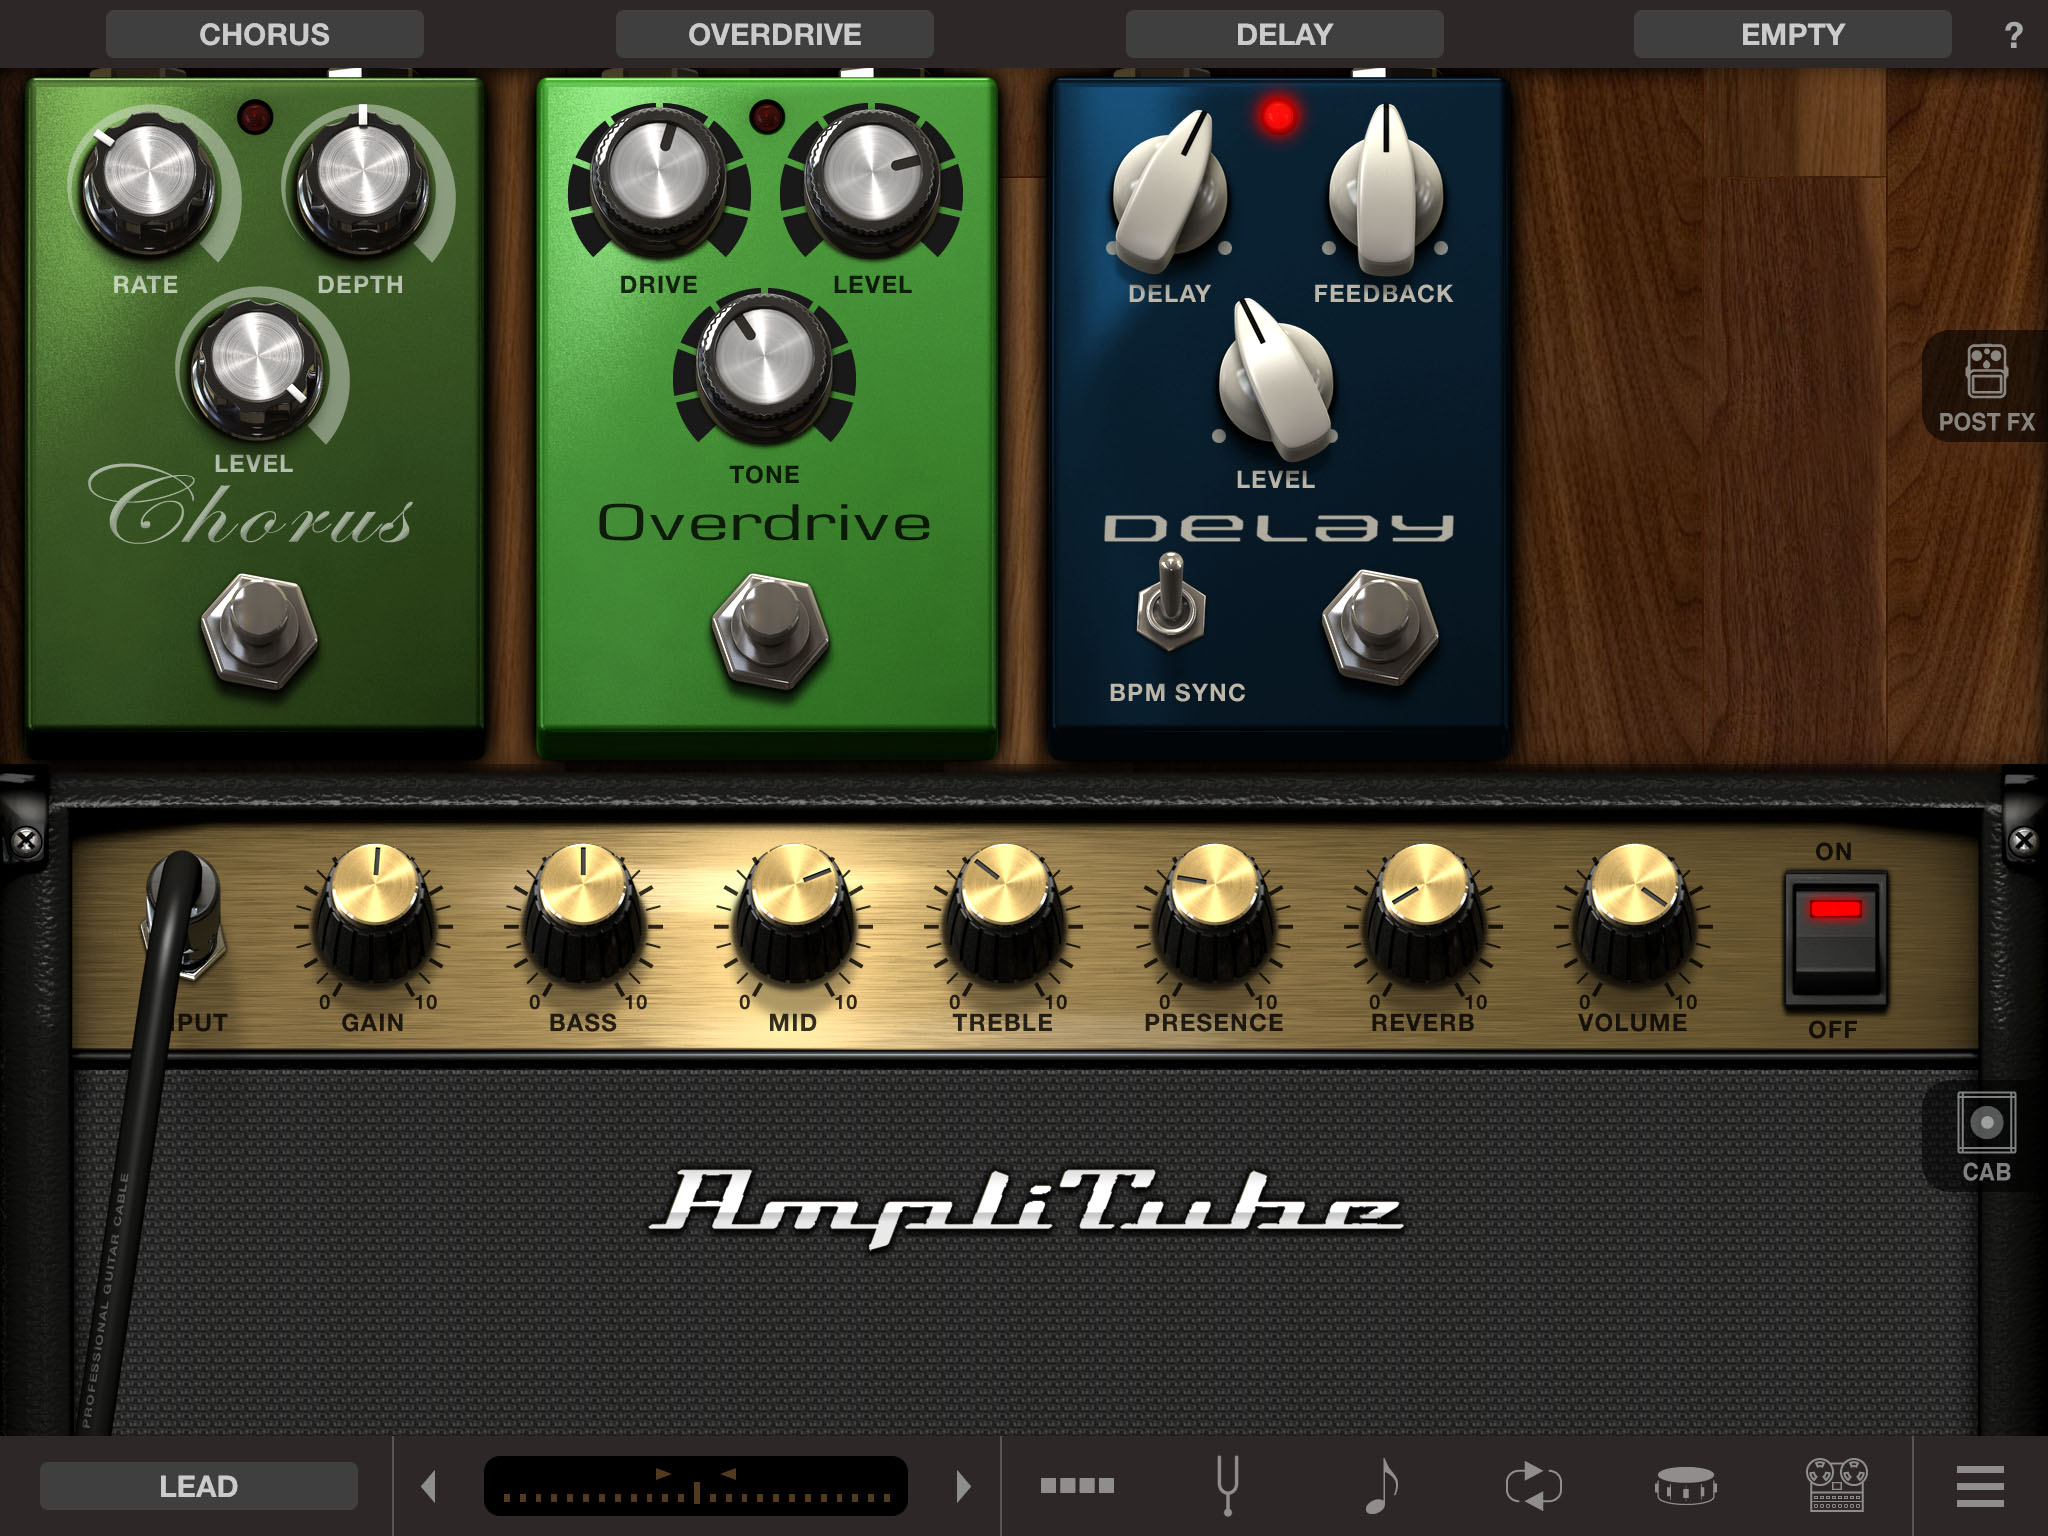 CHORUS
OVERDRIVE
DELAY
EMPTY
?
RATE
DEPTH
LEVEL
Chorus
DRIVE
LEVEL
TONE
Overdrive
DELAY
FEEDBACK
LEVEL
DELAY
BPM SYNC
POST FX
PUT
0 10
GAIN
0 10
BASS
0 10
MID
0 10
TREBLE
0 10
PRESENCE
0 10
REVERB
0 10
VOLUME
ON
OFF
CAB
AmpliTube
PROFESSIONAL GUITAR CABLE
LEAD